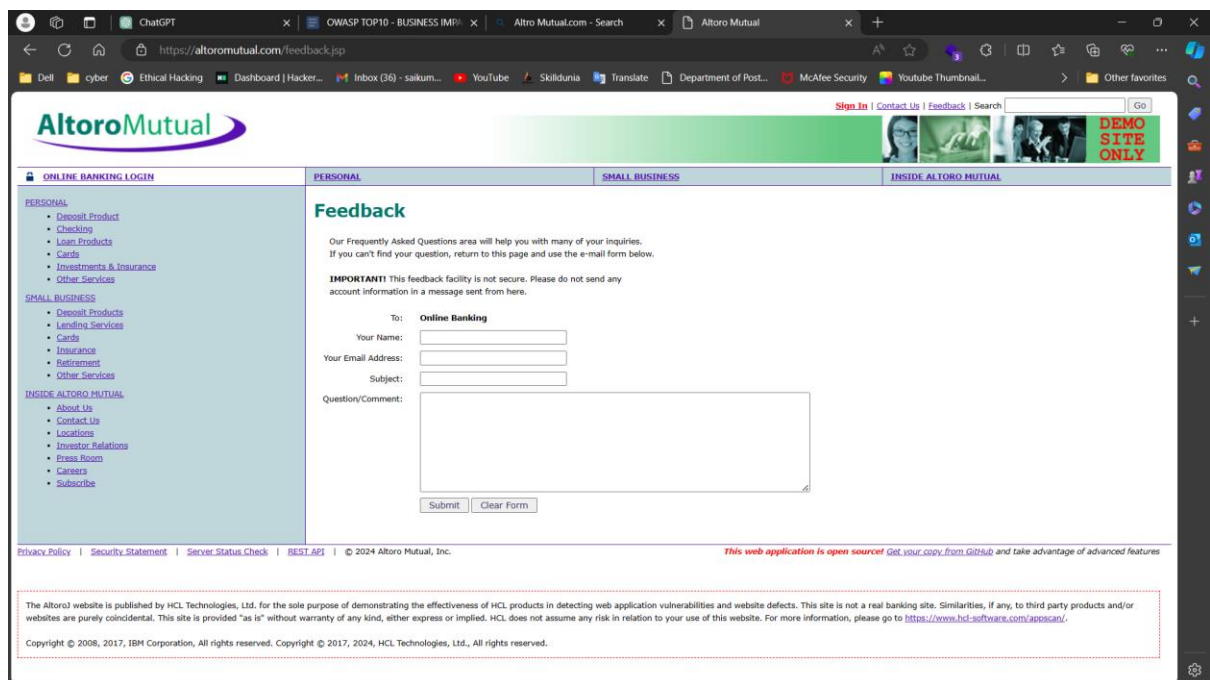 ChatGPT
OWASP TOP10 - BUSINESS IMPA
Altro Mutual.com - Search
Altoro Mutual
https://altoromutual.com/feedback.jsp
Dell
cyber
Ethical Hacking
Dashboard | Hacker...
Inbox (36) - saikum...
YouTube
Skilldunia
Translate
Department of Post...
McAfee Security
Youtube Thumbnail...
Other favorites
Sign In | Contact Us | Feedback | Search
Go
AltoroMutual
DEMO
SITE
ONLY
ONLINE BANKING LOGIN
PERSONAL
SMALL BUSINESS
INSIDE ALTORO MUTUAL
PERSONAL
Deposit Product
Checking
Loan Products
Cards
Investments & Insurance
Other Services
SMALL BUSINESS
Deposit Products
Lending Services
Cards
Insurance
Retirement
Other Services
INSIDE ALTORO MUTUAL
About Us
Contact Us
Locations
Investor Relations
Press Room
Careers
Subscribe
Feedback
Our Frequently Asked Questions area will help you with many of your inquiries.
If you can't find your question, return to this page and use the e-mail form below.
IMPORTANT! This feedback facility is not secure. Please do not send any
account information in a message sent from here.
To: Online Banking
Your Name:
Your Email Address:
Subject:
Question/Comment:
Submit Clear Form
Privacy Policy | Security Statement | Server Status Check | REST API | © 2024 Altoro Mutual, Inc.
This web application is open source! Get your copy from GitHub and take advantage of advanced features
The AltoroJ website is published by HCL Technologies, Ltd. for the sole purpose of demonstrating the effectiveness of HCL products in detecting web application vulnerabilities and website defects. This site is not a real banking site. Similarities, if any, to third party products and/or
websites are purely coincidental. This site is provided "as is" without warranty of any kind, either express or implied. HCL does not assume any risk in relation to your use of this website. For more information, please go to https://www.hcl-software.com/appscan/.
Copyright © 2008, 2017, IBM Corporation, All rights reserved. Copyright © 2017, 2024, HCL Technologies, Ltd., All rights reserved.